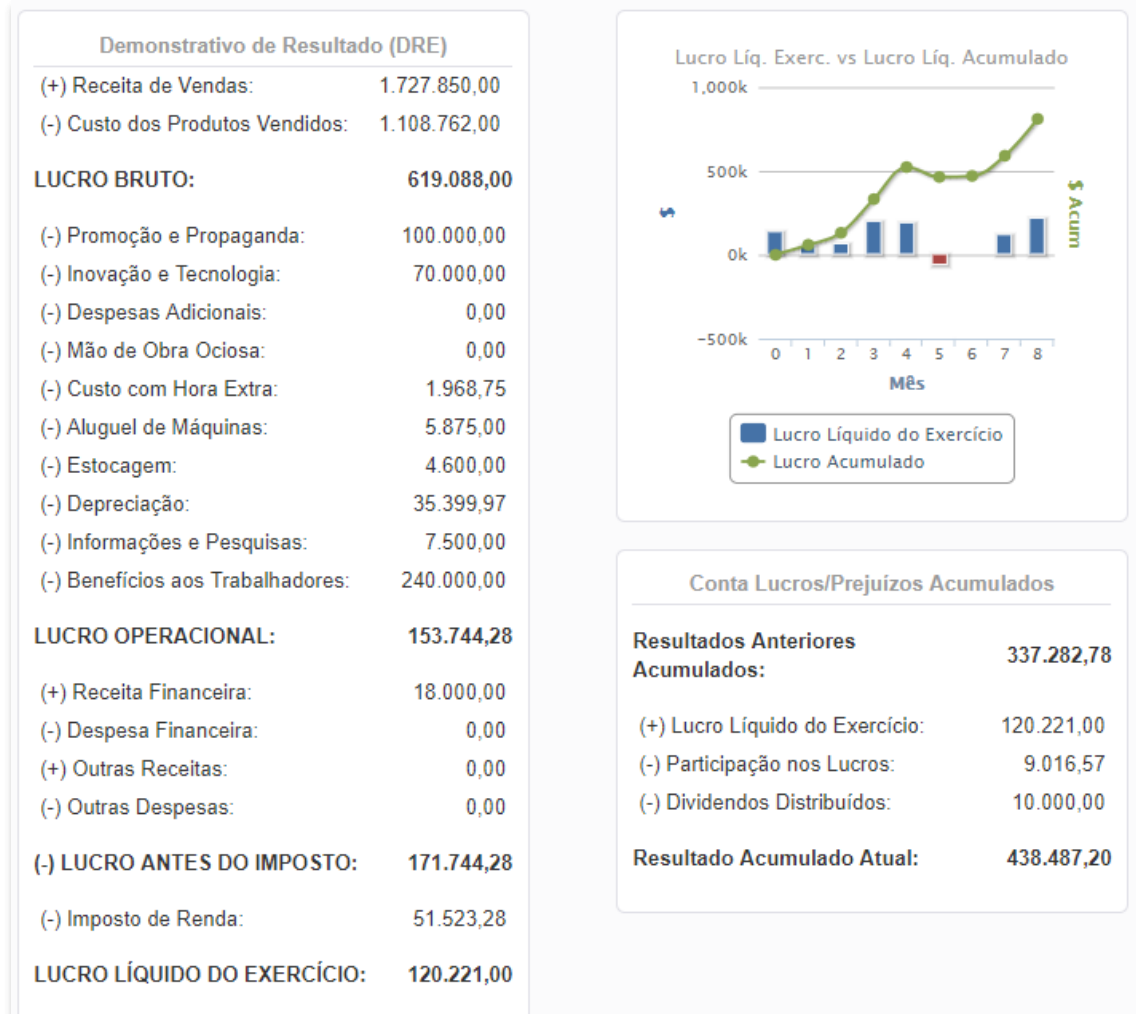 Demonstrativo de Resultado (DRE)
(+) Receita de Vendas: 1.727.850,00
(-) Custo dos Produtos Vendidos: 1.108.762,00
LUCRO BRUTO: 619.088,00
(-) Promoção e Propaganda: 100.000,00
(-) Inovação e Tecnologia: 70.000,00
(-) Despesas Adicionais: 0,00
(-) Mão de Obra Ociosa: 0,00
(-) Custo com Hora Extra: 1.968,75
(-) Aluguel de Máquinas: 5.875,00
(-) Estocagem: 4.600,00
(-) Depreciação: 35.399,97
(-) Informações e Pesquisas: 7.500,00
(-) Benefícios aos Trabalhadores: 240.000,00
LUCRO OPERACIONAL: 153.744,28
(+) Receita Financeira: 18.000,00
(-) Despesa Financeira: 0,00
(+) Outras Receitas: 0,00
(-) Outras Despesas: 0,00
(-) LUCRO ANTES DO IMPOSTO: 171.744,28
(-) Imposto de Renda: 51.523,28
LUCRO LÍQUIDO DO EXERCÍCIO: 120.221,00
Lucro Líq. Exerc. vs Lucro Líq. Acumulado
1,000k
500k
0k
-500k
$
$ Acum
0 1 2 3 4 5 6 7 8
Mês
Lucro Líquido do Exercício
Lucro Acumulado
Conta Lucros/Prejuízos Acumulados
Resultados Anteriores
Acumulados: 337.282,78
(+) Lucro Líquido do Exercício: 120.221,00
(-) Participação nos Lucros: 9.016,57
(-) Dividendos Distribuídos: 10.000,00
Resultado Acumulado Atual: 438.487,20